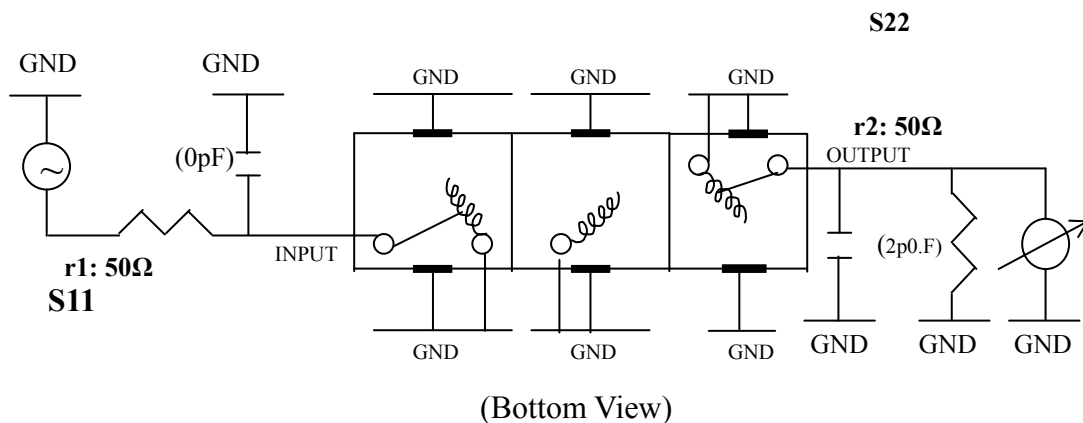 S22
GND
GND
GND
GND
GND
r2: 50Ω
(0pF)
OUTPUT
INPUT
(2p0.F)
r1: 50Ω
S11
GND
GND
GND
GND
GND
GND
(Bottom View)